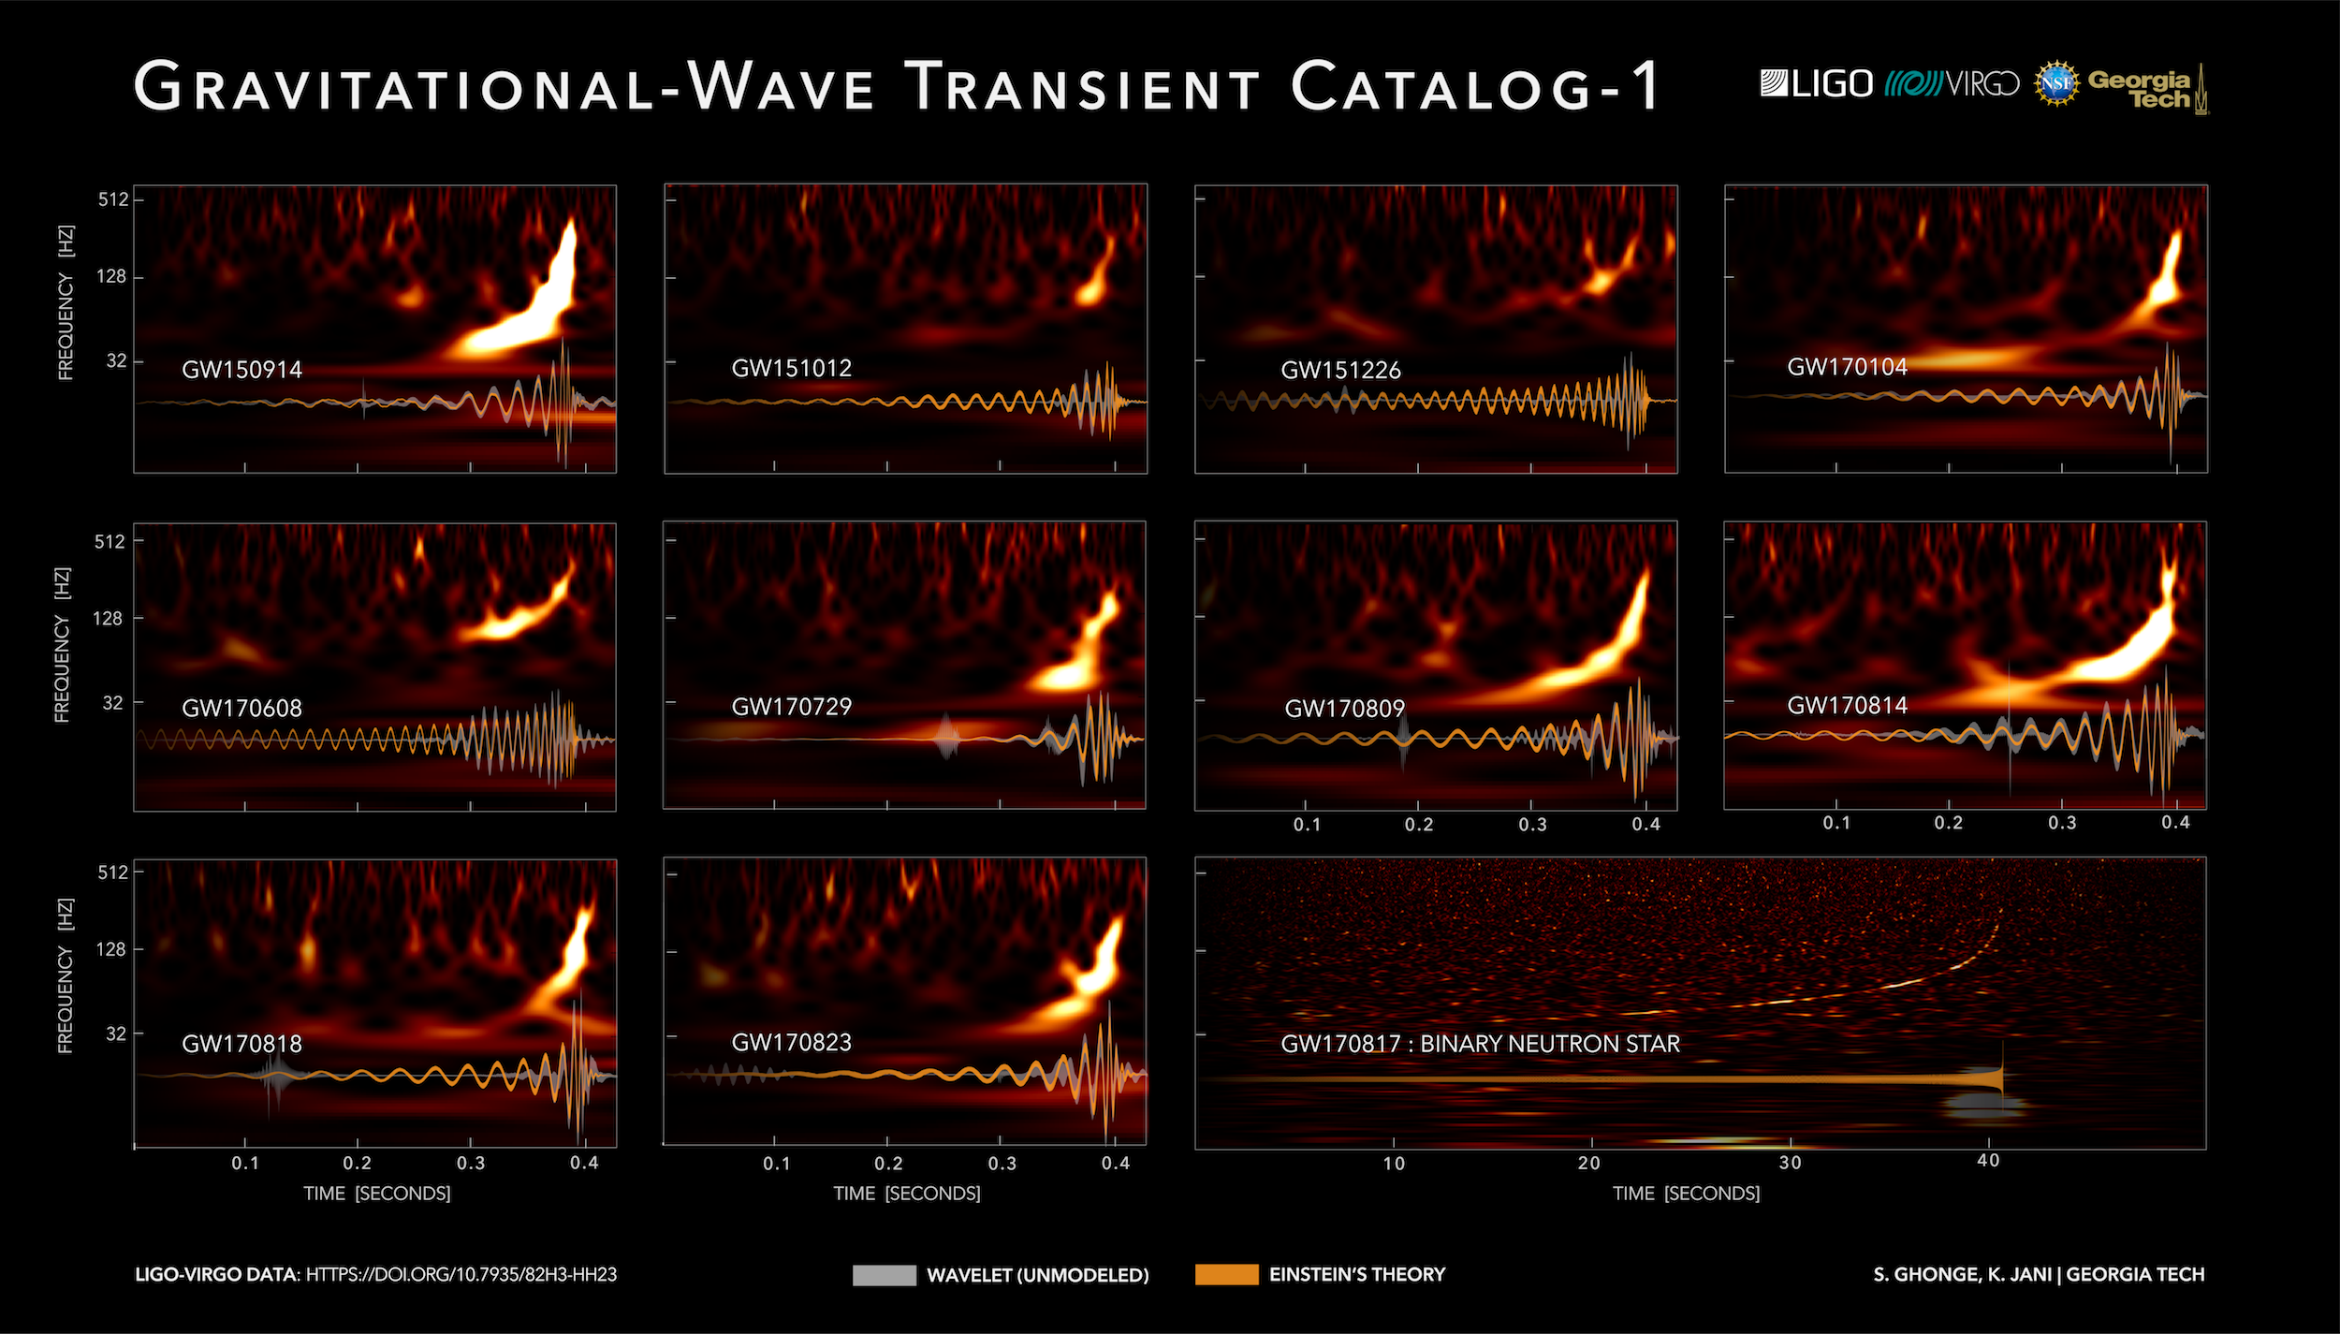 GRAVITATIONAL-WAVE TRANSIENT CATALOG-1
LIGO
VIRGO
NSF
Georgia
Tech
FREQUENCY [HZ]
512
128
32
GW150914
GW151012
GW151226
GW170104
FREQUENCY [HZ]
512
128
32
GW170608
GW170729
GW170809
0.1 0.2 0.3 0.4
GW170814
0.1 0.2 0.3 0.4
FREQUENCY [HZ]
512
128
32
GW170818
0.1 0.2 0.3 0.4
TIME [SECONDS]
GW170823
0.1 0.2 0.3 0.4
TIME [SECONDS]
GW170817 : BINARY NEUTRON STAR
10 20 30 40
TIME [SECONDS]
LIGO-VIRGO DATA: HTTPS://DOI.ORG/10.7935/82H3-HH23
WAVELET (UNMODELED)
EINSTEIN'S THEORY
S. GHONGE, K. JANI | GEORGIA TECH